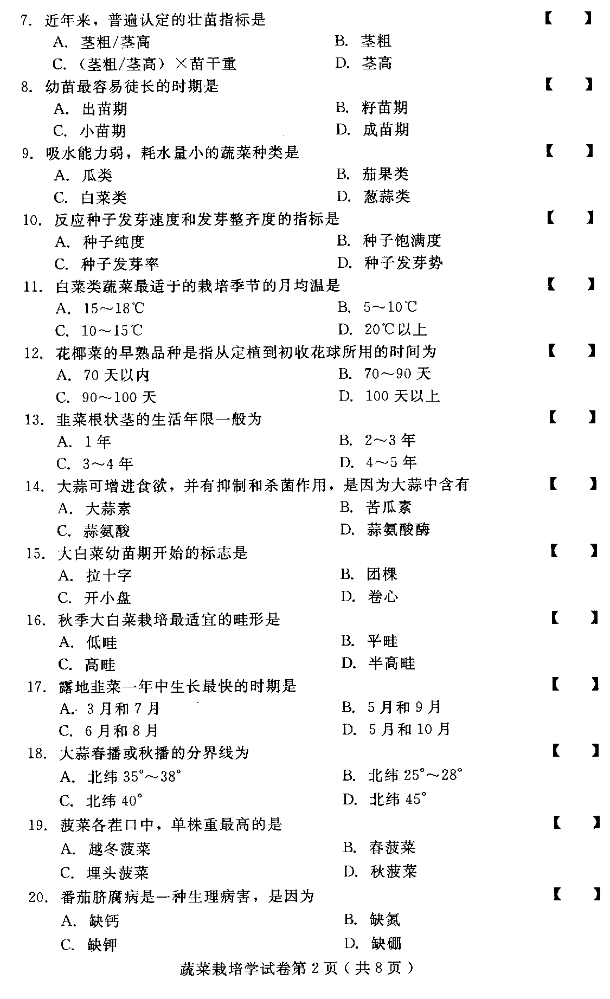 7. 近年来，普遍认定的壮苗指标是 【 】
A. 茎粗/茎高 B. 茎粗
C.（茎粗/茎高）×苗干重 D. 茎高
8. 幼苗最容易徒长的时期是 【 】
A. 出苗期 B. 籽苗期
C. 小苗期 D. 成苗期
9. 吸水能力弱，耗水量小的蔬菜种类是 【 】
A. 瓜类 B. 茄果类
C. 白菜类 D. 葱蒜类
10. 反应种子发芽速度和发芽整齐度的指标是 【 】
A. 种子纯度 B. 种子饱满度
C. 种子发芽率 D. 种子发芽势
11. 白菜类蔬菜最适于的栽培季节的月均温是 【 】
A. 15～18℃ B. 5～10℃
C. 10～15℃ D. 20℃以上
12. 花椰菜的早熟品种是指从定植到初收花球所用的时间为 【 】
A. 70 天以内 B. 70～90 天
C. 90～100 天 D. 100 天以上
13. 韭菜根状茎的生活年限一般为 【 】
A. 1 年 B. 2～3 年
C. 3～4 年 D. 4～5 年
14. 大蒜可增进食欲，并有抑制和杀菌作用，是因为大蒜中含有 【 】
A. 大蒜素 B. 苦瓜素
C. 蒜氨酸 D. 蒜氨酸酶
15. 大白菜幼苗期开始的标志是 【 】
A. 拉十字 B. 团棵
C. 开小盘 D. 卷心
16. 秋季大白菜栽培最适宜的畦形是 【 】
A. 低畦 B. 平畦
C. 高畦 D. 半高畦
17. 露地韭菜一年中生长最快的时期是 【 】
A. 3 月和 7 月 B. 5 月和 9 月
C. 6 月和 8 月 D. 5 月和 10 月
18. 大蒜春播或秋播的分界线为 【 】
A. 北纬 35°～38° B. 北纬 25°～28°
C. 北纬 40° D. 北纬 45°
19. 菠菜各茬口中，单株重最高的是 【 】
A. 越冬菠菜 B. 春菠菜
C. 埋头菠菜 D. 秋菠菜
20. 番茄脐腐病是一种生理病害，是因为 【 】
A. 缺钙 B. 缺氮
C. 缺钾 D. 缺硼
蔬菜栽培学试卷第 2 页（共 8 页）